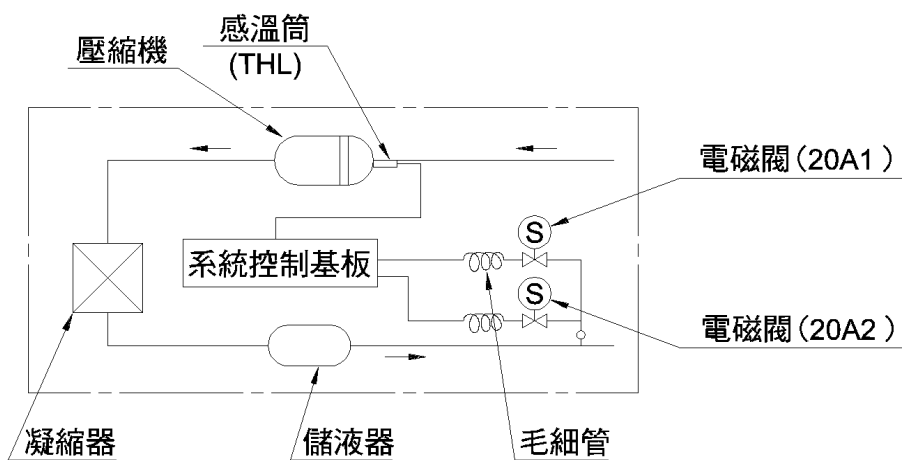 感溫筒
(THL)
壓縮機
電磁閥(20A1)
S
系統控制基板
S
電磁閥(20A2)
凝縮器
儲液器
毛細管